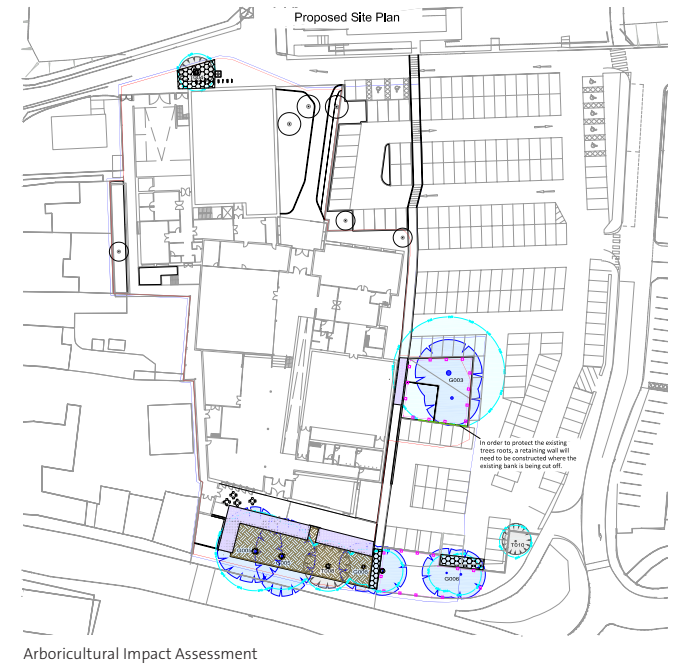 Proposed Site Plan
G003
In order to protect the existing
trees roots, a retaining wall will
need to be constructed where the
existing bank is being cut off.
T010
G008
Arboricultural Impact Assessment